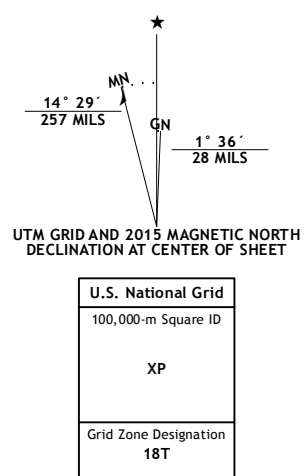 ★
MN
14° 29´
257 MILS
GN
1° 36´
28 MILS
UTM GRID AND 2015 MAGNETIC NORTH
DECLINATION AT CENTER OF SHEET
U.S. National Grid
100,000-m Square ID
XP
Grid Zone Designation
18T